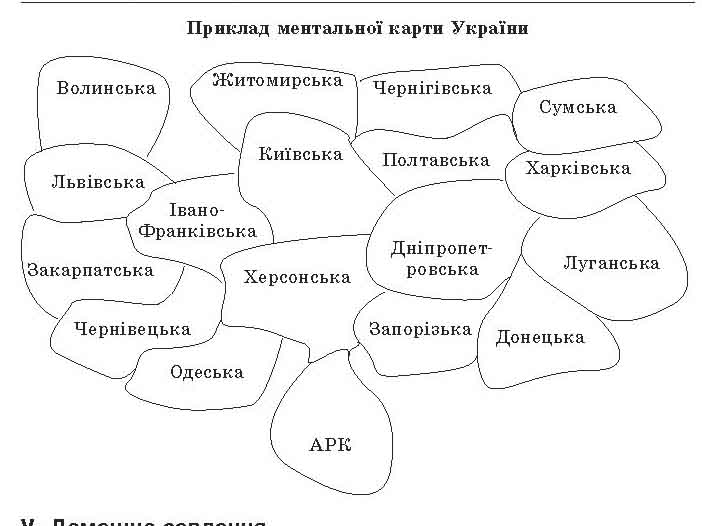 Приклад ментальної карти України
Волинська
Житомирська
Чернігівська
Сумська
Київська
Полтавська
Харківська
Львівська
Івано-
Франківська
Дніпропет-
ровська
Луганська
Закарпатська
Херсонська
Чернівецька
Запорізька
Донецька
Одеська
АРК